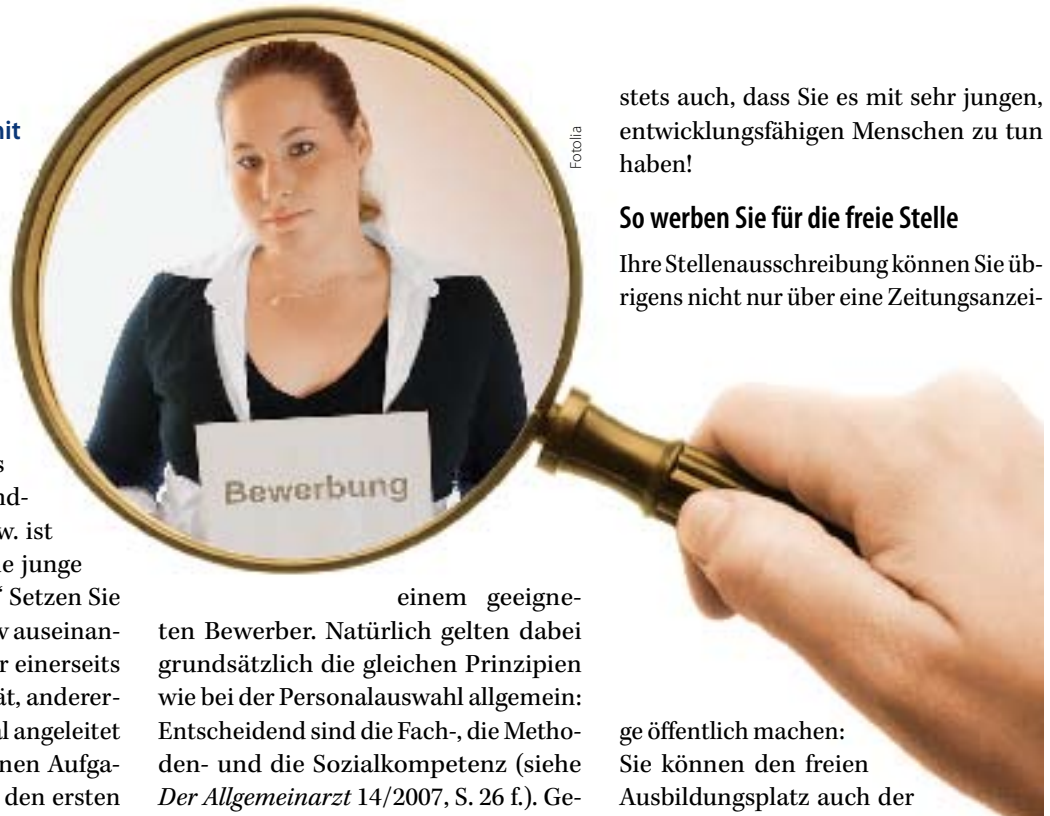 nit
s
nd-
w. ist
e junge
“ Setzen Sie
v auseinan-
r einerseits
ät, anderer-
al angeleitet
nen Aufga-
den ersten
Bewerbung
einem geeigne-
ten Bewerber. Natürlich gelten dabei
grundsätzlich die gleichen Prinzipien
wie bei der Personalauswahl allgemein:
Entscheidend sind die Fach-, die Metho-
den- und die Sozialkompetenz (siehe
Der Allgemeinarzt 14/2007, S. 26 f.). Ge-
Fotolia
stets auch, dass Sie es mit sehr jungen,
entwicklungsfähigen Menschen zu tun
haben!
So werben Sie für die freie Stelle
Ihre Stellenausschreibung können Sie üb-
rigens nicht nur über eine Zeitungsanzei-
ge öffentlich machen:
Sie können den freien
Ausbildungsplatz auch der